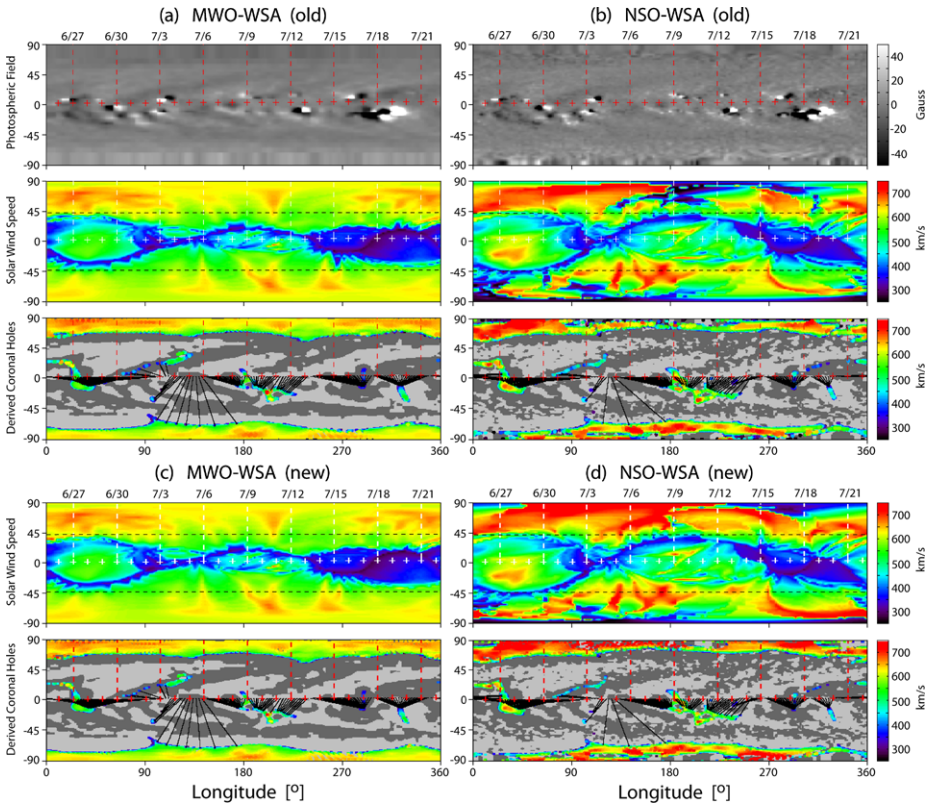 (a) MWO-WSA (old)
6/27 6/30 7/3 7/6 7/9 7/12 7/15 7/18 7/21
Photospheric Field
90
45
0
-45
-90
Solar Wind Speed
90
45
0
-45
-90
Derived Coronal Holes
90
45
0
-45
-90
0 90 180 270 360
(b) NSO-WSA (old)
6/27 6/30 7/3 7/6 7/9 7/12 7/15 7/18 7/21
40
20
0
-20
-40
Gauss
700
600
500
400
300
km/s
700
600
500
400
300
km/s
0 90 180 270 360
(c) MWO-WSA (new)
6/27 6/30 7/3 7/6 7/9 7/12 7/15 7/18 7/21
Solar Wind Speed
90
45
0
-45
-90
Derived Coronal Holes
90
45
0
-45
-90
0 90 180 270 360
Longitude [º]
(d) NSO-WSA (new)
6/27 6/30 7/3 7/6 7/9 7/12 7/15 7/18 7/21
700
600
500
400
300
km/s
700
600
500
400
300
km/s
0 90 180 270 360
Longitude [º]